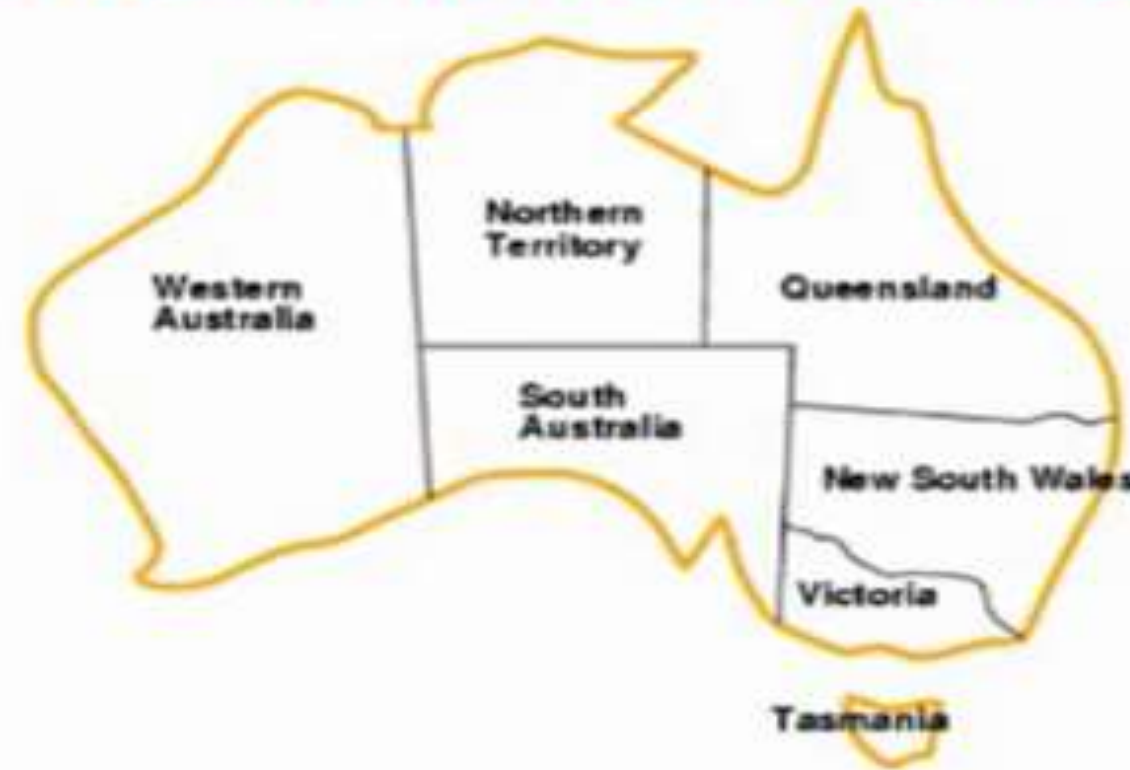 Northern
Territory
Western
Australia
Queensland
South
Australia
New South Wales
Victoria
Tasmania